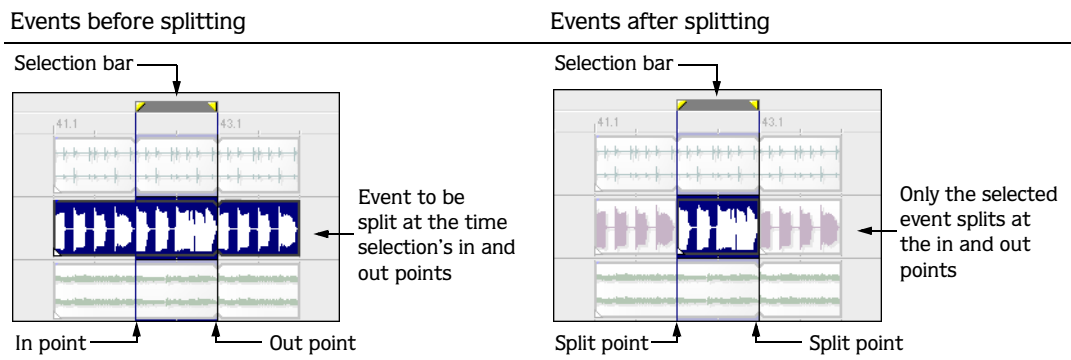 Events before splitting
Events after splitting
Selection bar
Selection bar
41.1
43.1
41.1
43.1
Event to be
split at the time
selection's in and
out points
Only the selected
event splits at
the in and out
points
In point
Out point
Split point
Split point